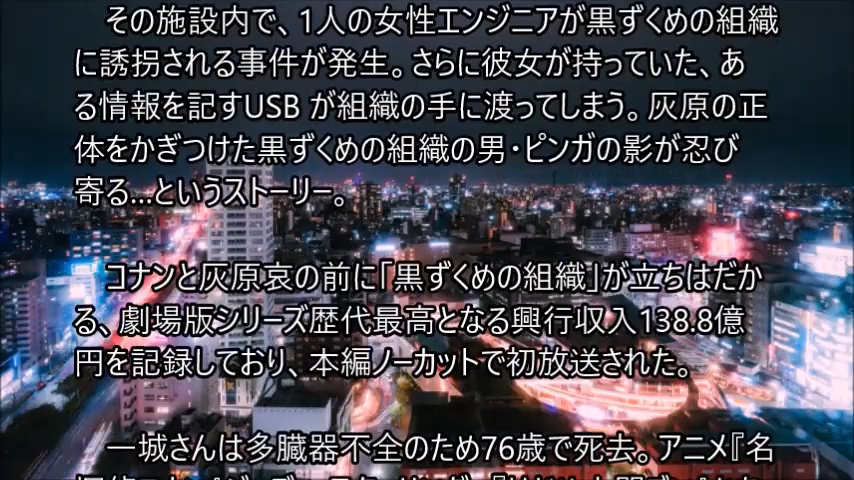 その施設内で、1人の女性エンジニアが黒ずくめの組織
に誘拐される事件が発生。さらに彼女が持っていた、あ
る情報を記すUSB が組織の手に渡ってしまう。灰原の正
体をかぎつけた黒ずくめの組織の男・ピンガの影が忍び
寄る…というストーリー。
コナンと灰原哀の前に「黒ずくめの組織」が立ちはだか
る、劇場版シリーズ歴代最高となる興行収入138.8億
円を記録しており、本編ノーカットで初放送された。
一城さんは多臓器不全のため76歳で死去。アニメ『名